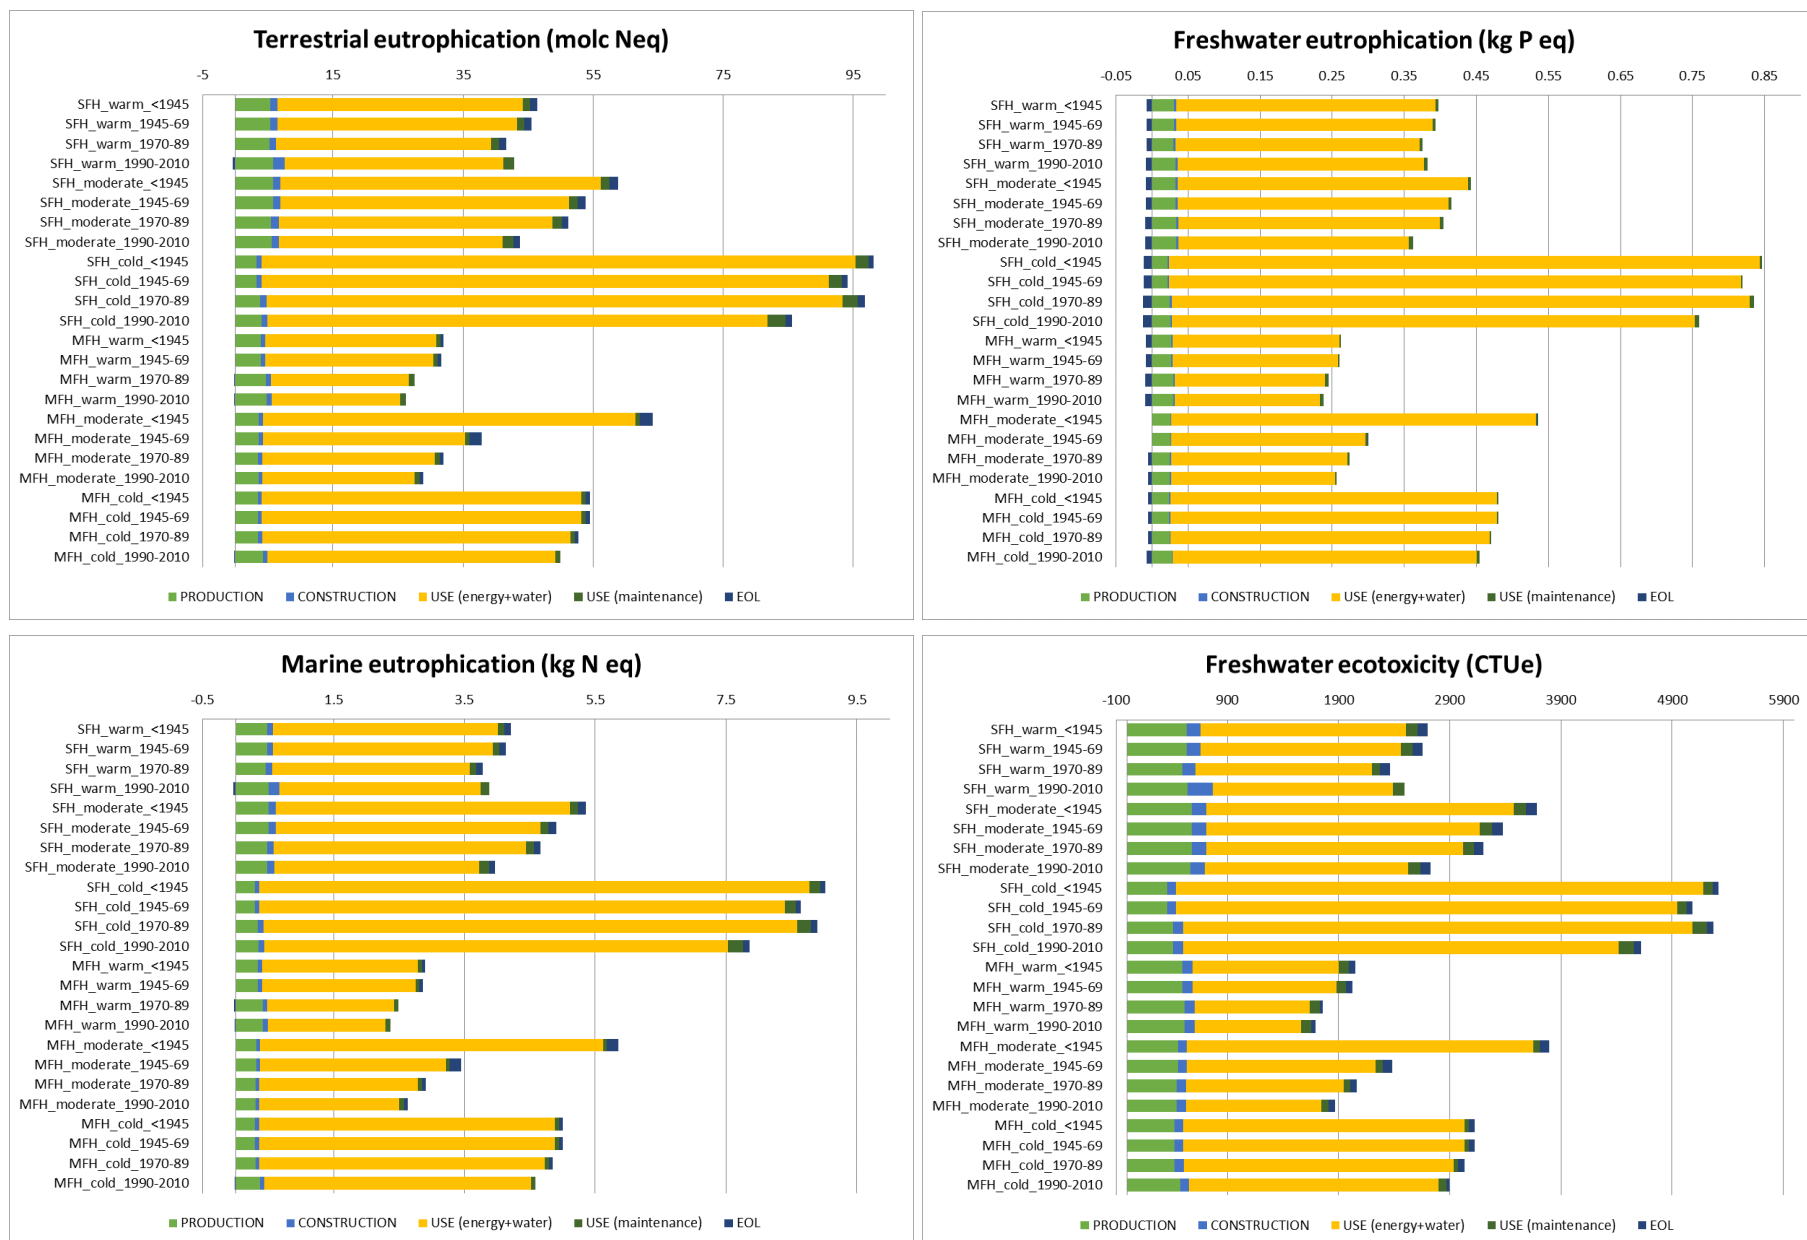 Terrestrial eutrophication (molc Neq)
-5 15 35 55 75 95
SFH_warm_<1945
SFH_warm_1945-69
SFH_warm_1970-89
SFH_warm_1990-2010
SFH_moderate_<1945
SFH_moderate_1945-69
SFH_moderate_1970-89
SFH_moderate_1990-2010
SFH_cold_<1945
SFH_cold_1945-69
SFH_cold_1970-89
SFH_cold_1990-2010
MFH_warm_<1945
MFH_warm_1945-69
MFH_warm_1970-89
MFH_warm_1990-2010
MFH_moderate_<1945
MFH_moderate_1945-69
MFH_moderate_1970-89
MFH_moderate_1990-2010
MFH_cold_<1945
MFH_cold_1945-69
MFH_cold_1970-89
MFH_cold_1990-2010
PRODUCTION CONSTRUCTION USE (energy+water) USE (maintenance) EOL
Freshwater eutrophication (kg P eq)
-0.05 0.05 0.15 0.25 0.35 0.45 0.55 0.65 0.75 0.85
SFH_warm_<1945
SFH_warm_1945-69
SFH_warm_1970-89
SFH_warm_1990-2010
SFH_moderate_<1945
SFH_moderate_1945-69
SFH_moderate_1970-89
SFH_moderate_1990-2010
SFH_cold_<1945
SFH_cold_1945-69
SFH_cold_1970-89
SFH_cold_1990-2010
MFH_warm_<1945
MFH_warm_1945-69
MFH_warm_1970-89
MFH_warm_1990-2010
MFH_moderate_<1945
MFH_moderate_1945-69
MFH_moderate_1970-89
MFH_moderate_1990-2010
MFH_cold_<1945
MFH_cold_1945-69
MFH_cold_1970-89
MFH_cold_1990-2010
PRODUCTION CONSTRUCTION USE (energy+water) USE (maintenance) EOL
Marine eutrophication (kg N eq)
-0.5 1.5 3.5 5.5 7.5 9.5
SFH_warm_<1945
SFH_warm_1945-69
SFH_warm_1970-89
SFH_warm_1990-2010
SFH_moderate_<1945
SFH_moderate_1945-69
SFH_moderate_1970-89
SFH_moderate_1990-2010
SFH_cold_<1945
SFH_cold_1945-69
SFH_cold_1970-89
SFH_cold_1990-2010
MFH_warm_<1945
MFH_warm_1945-69
MFH_warm_1970-89
MFH_warm_1990-2010
MFH_moderate_<1945
MFH_moderate_1945-69
MFH_moderate_1970-89
MFH_moderate_1990-2010
MFH_cold_<1945
MFH_cold_1945-69
MFH_cold_1970-89
MFH_cold_1990-2010
PRODUCTION CONSTRUCTION USE (energy+water) USE (maintenance) EOL
Freshwater ecotoxicity (CTUe)
-100 900 1900 2900 3900 4900 5900
SFH_warm_<1945
SFH_warm_1945-69
SFH_warm_1970-89
SFH_warm_1990-2010
SFH_moderate_<1945
SFH_moderate_1945-69
SFH_moderate_1970-89
SFH_moderate_1990-2010
SFH_cold_<1945
SFH_cold_1945-69
SFH_cold_1970-89
SFH_cold_1990-2010
MFH_warm_<1945
MFH_warm_1945-69
MFH_warm_1970-89
MFH_warm_1990-2010
MFH_moderate_<1945
MFH_moderate_1945-69
MFH_moderate_1970-89
MFH_moderate_1990-2010
MFH_cold_<1945
MFH_cold_1945-69
MFH_cold_1970-89
MFH_cold_1990-2010
PRODUCTION CONSTRUCTION USE (energy+water) USE (maintenance) EOL